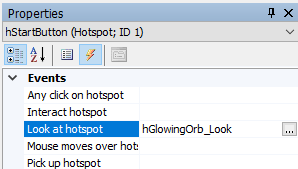 Properties
hStartButton (Hotspot; ID 1)
Events
Any click on hotspot
Interact hotspot
Look at hotspot hGlowingOrb_Look ...
Mouse moves over hots
Pick up hotspot